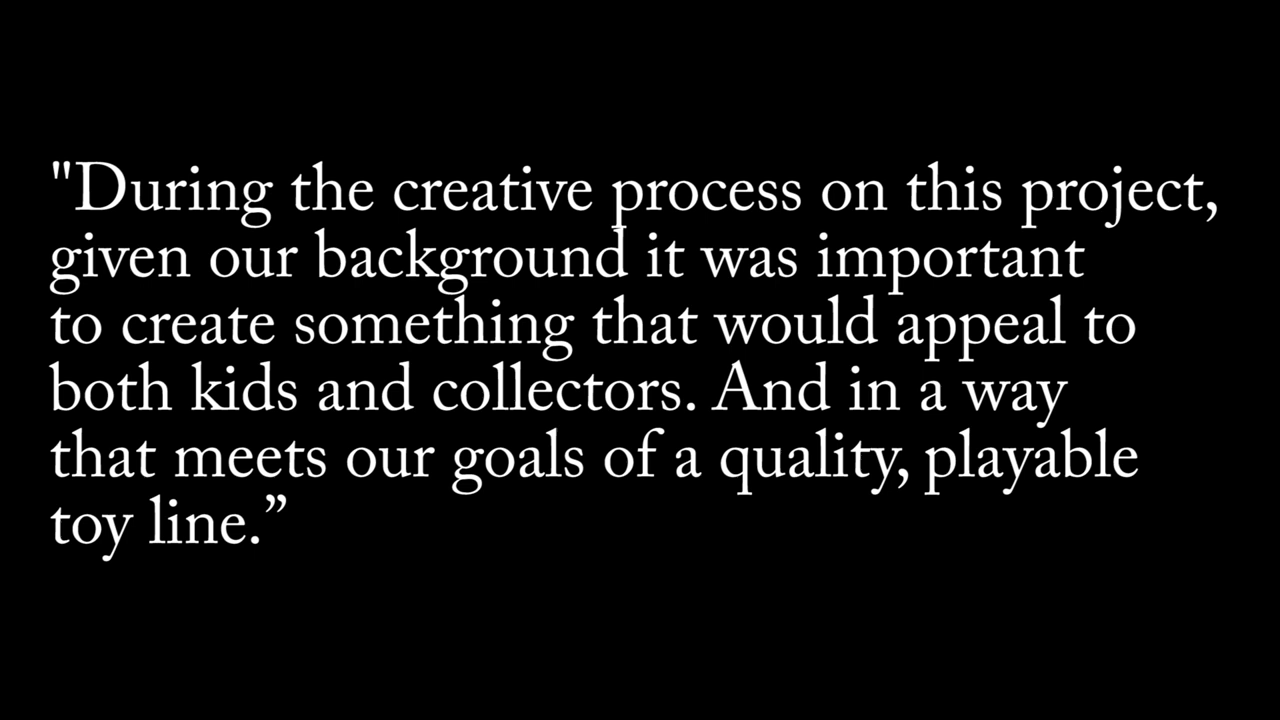 "During the creative process on this project,
given our background it was important
to create something that would appeal to
both kids and collectors. And in a way
that meets our goals of a quality, playable
toy line.”